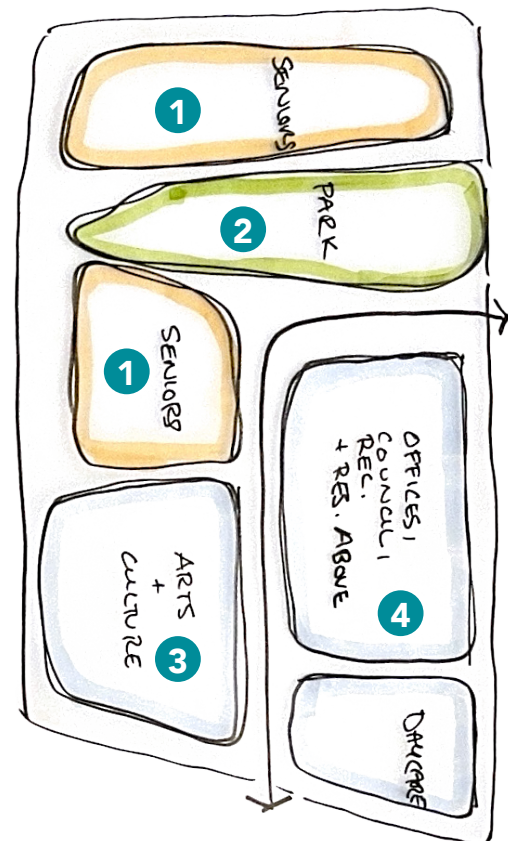 SENIORS
1
PARK
2
SENIORS
1
OFFICES,
COUNCIL,
REC.
+ RES. ABOVE
4
ARTS
+
CULTURE
3
DAYCARE